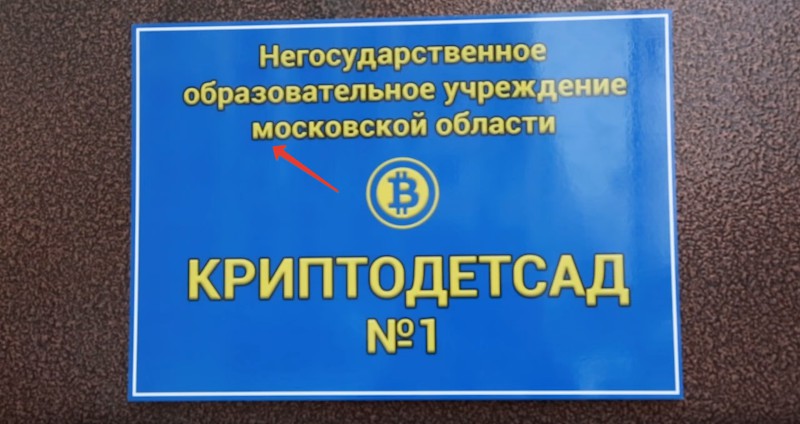 Негосударственное
образовательное учреждение
московской области
КРИПТОДЕТСАД
№1